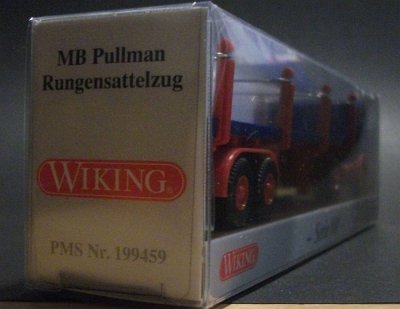 MB Pullman
Rungensattelzug
WIKING®
PMS Nr. 199459
WIKING